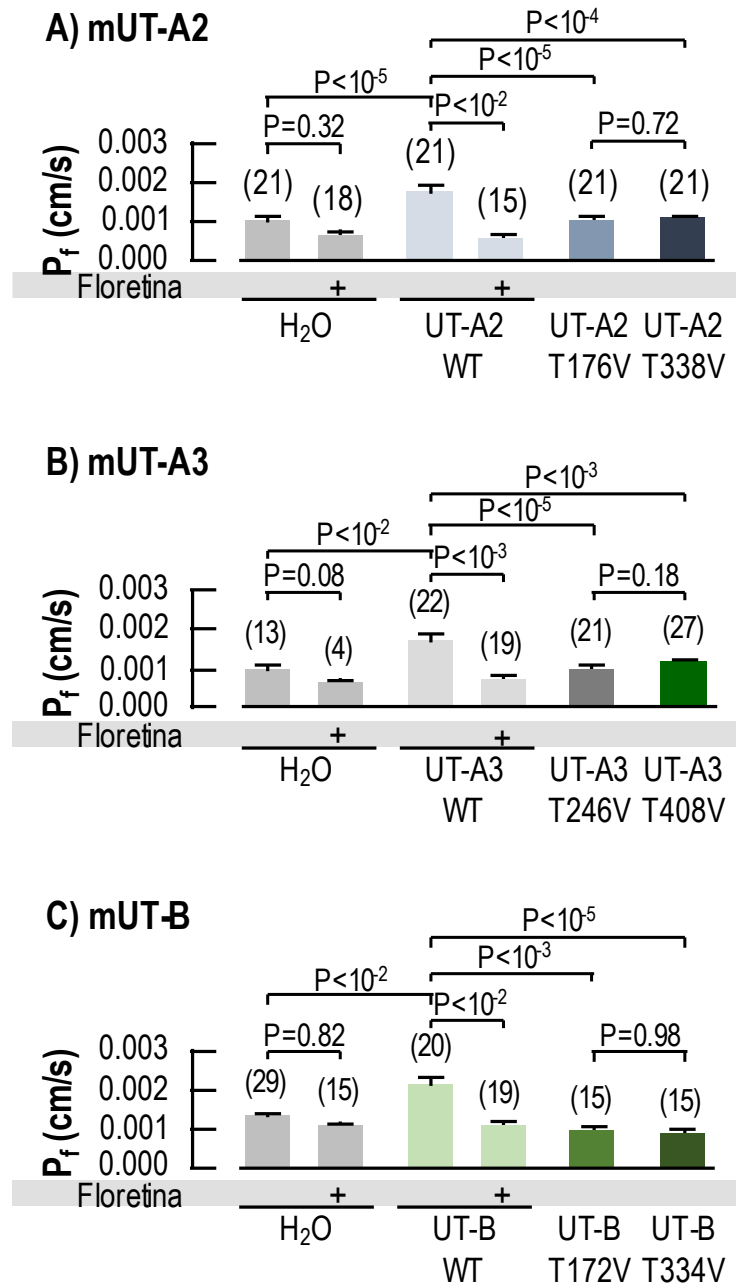 A) mUT-A2
P<10⁻⁴
P<10⁻⁵
P<10⁻⁵
P<10⁻²
P=0.32
P=0.72
P_f (cm/s)
0.003
0.002
0.001
0.000
(21) (18) (21) (15) (21) (21)
Floretina + +
H₂O UT-A2 UT-A2 UT-A2
WT T176V T338V
B) mUT-A3
P<10⁻³
P<10⁻⁵
P<10⁻²
P<10⁻³
P=0.08
P=0.18
P_f (cm/s)
0.003
0.002
0.001
0.000
(13) (4) (22) (19) (21) (27)
Floretina + +
H₂O UT-A3 UT-A3 UT-A3
WT T246V T408V
C) mUT-B
P<10⁻⁵
P<10⁻³
P<10⁻²
P<10⁻²
P=0.82
P=0.98
P_f (cm/s)
0.003
0.002
0.001
0.000
(29) (15) (20) (19) (15) (15)
Floretina + +
H₂O UT-B UT-B UT-B
WT T172V T334V